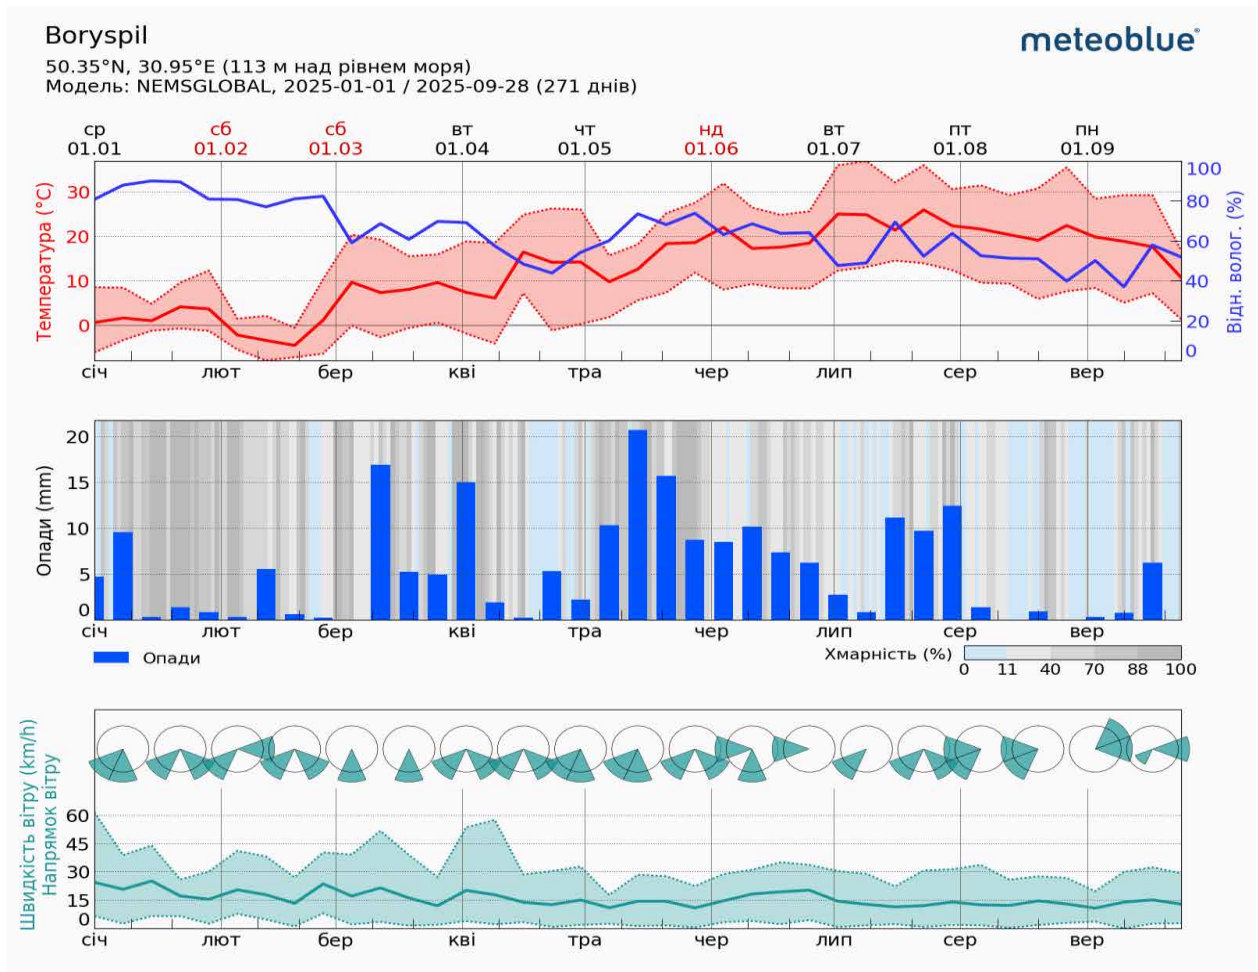 Boryspil
meteoblue
50.35°N, 30.95°E (113 м над рівнем моря)
Модель: NEMSGLOBAL, 2025-01-01 / 2025-09-28 (271 днів)
ср сб сб вт чт нд вт пт пн
01.01 01.02 01.03 01.04 01.05 01.06 01.07 01.08 01.09
Температура (°C)
30
20
10
0
100
80
60
40
20
0
Відн. волог. (%)
січ лют бер кві тра чер лип сер вер
Опади (mm)
20
15
10
5
0
січ лют бер кві тра чер лип сер вер
Опади
Хмарність (%)
0 11 40 70 88 100
Швидкість вітру (km/h)
Напрямок вітру
60
45
30
15
0
січ лют бер кві тра чер лип сер вер